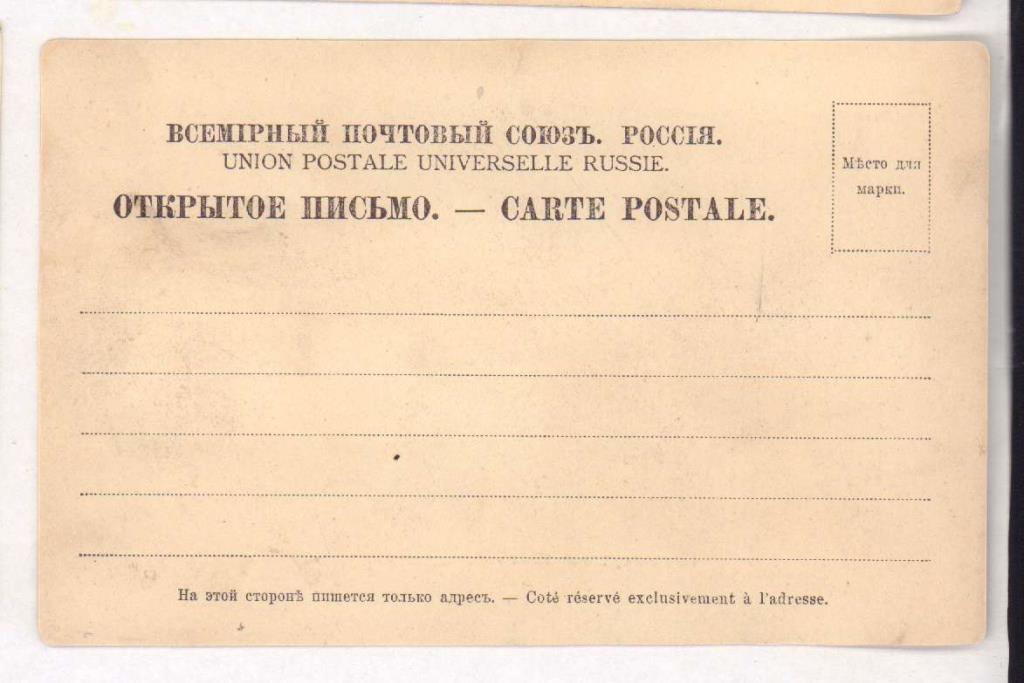 ВСЕМІРНЫЙ ПОЧТОВЫЙ СОЮЗЪ. РОССІЯ.
UNION POSTALE UNIVERSELLE RUSSIE.
ОТКРЫТОЕ ПИСЬМО. — CARTE POSTALE.
Мѣсто для
марки.
На этой сторонѣ пишется только адресъ. — Coté réservé exclusivement à l'adresse.